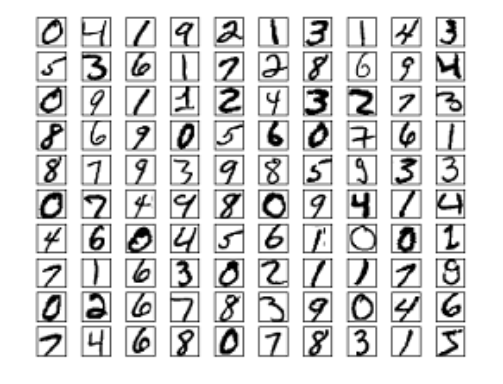 0 4 1 9 2 1 3 1 4 3
5 3 6 1 7 2 8 6 9 4
0 9 1 1 2 4 3 2 7 3
8 6 9 0 5 6 0 7 6 1
8 7 9 3 9 8 5 9 3 3
0 7 4 9 8 0 9 4 1 4
4 6 0 4 5 6 1 0 0 1
7 1 6 3 0 2 1 1 7 9
0 2 6 7 8 3 9 0 4 6
7 4 6 8 0 7 8 3 1 5